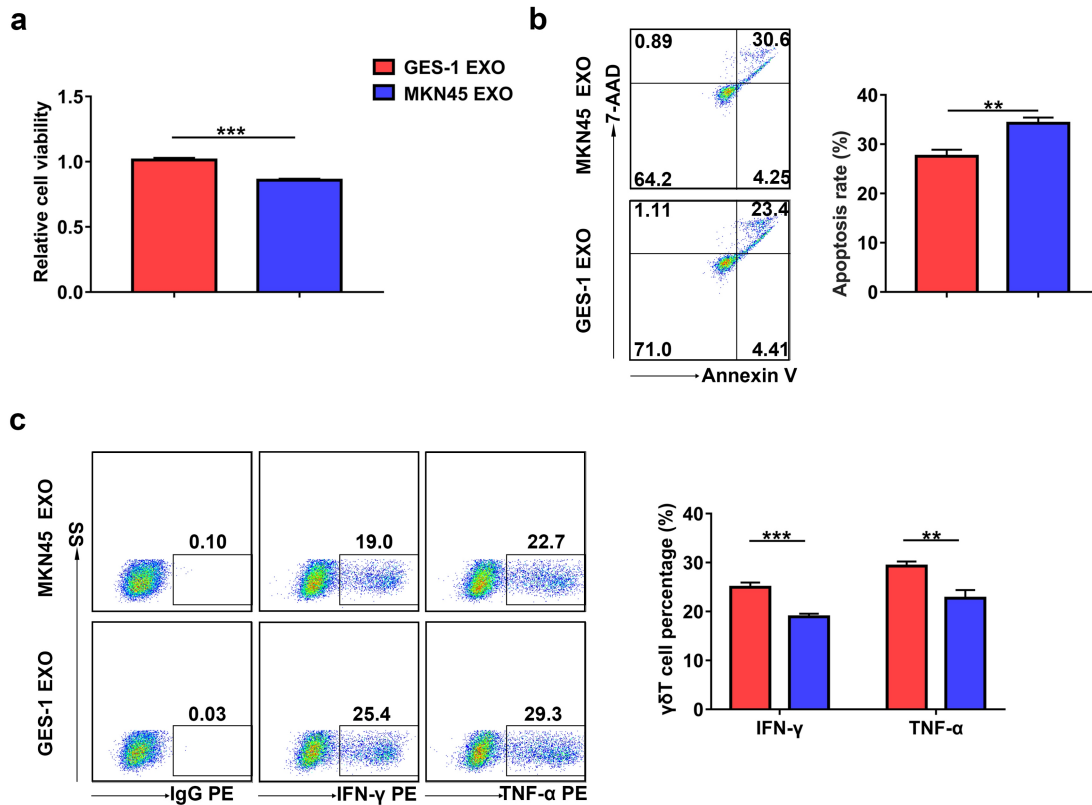 a
GES-1 EXO
MKN45 EXO
Relative cell viability
1.5
1.0
0.5
0.0
***
b
MKN45 EXO
GES-1 EXO
7-AAD
0.89
30.6
64.2
4.25
1.11
23.4
71.0
4.41
Annexin V
Apoptosis rate (%)
40
30
20
10
0
**
c
MKN45 EXO
GES-1 EXO
SS
0.10
19.0
22.7
0.03
25.4
29.3
IgG PE
IFN-γ PE
TNF-α PE
γδT cell percentage (%)
40
30
20
10
0
***
**
IFN-γ
TNF-α